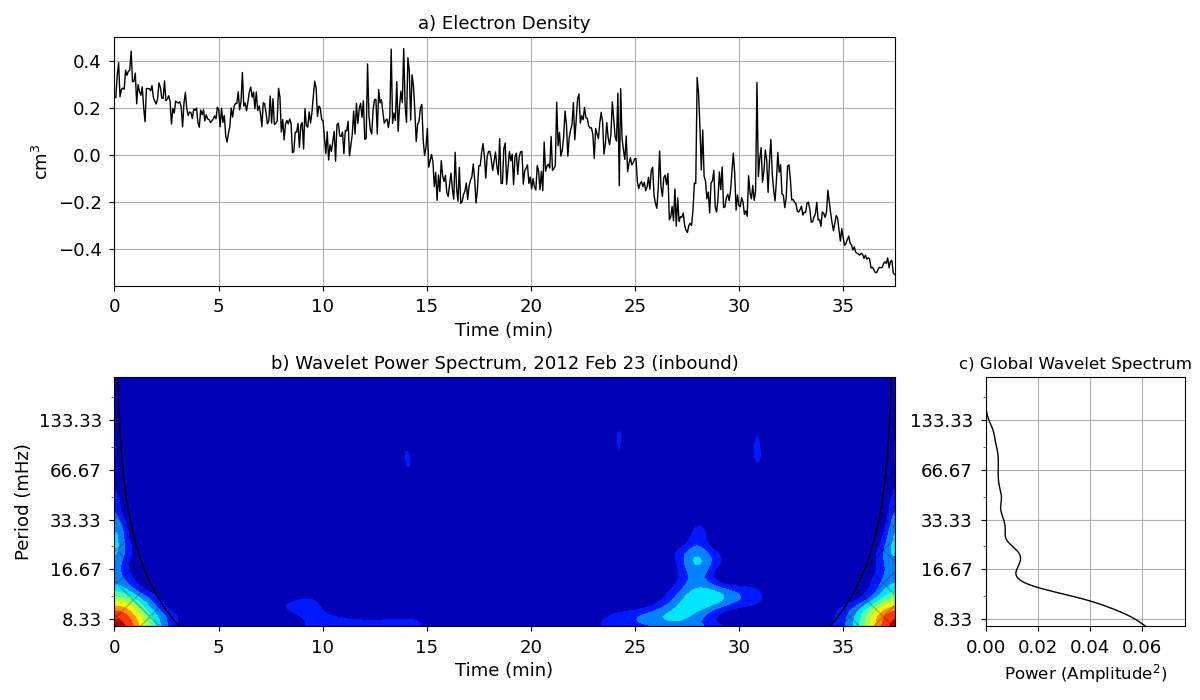 a) Electron Density
0.4
0.2
0.0
−0.2
−0.4
cm³
0 5 10 15 20 25 30 35
Time (min)
b) Wavelet Power Spectrum, 2012 Feb 23 (inbound)
133.33
66.67
33.33
16.67
8.33
Period (mHz)
0 5 10 15 20 25 30 35
Time (min)
c) Global Wavelet Spectrum
133.33
66.67
33.33
16.67
8.33
0.00 0.02 0.04 0.06
Power (Amplitude²)